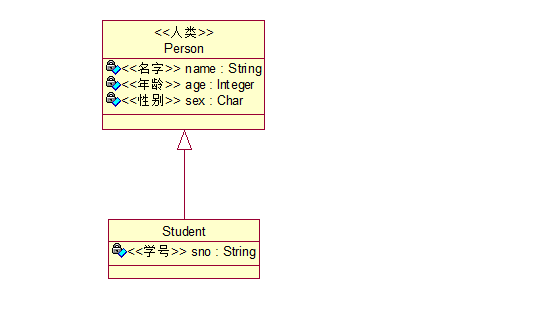 <<人类>>
Person
<<名字>> name : String
<<年龄>> age : Integer
<<性别>> sex : Char
Student
<<学号>> sno : String